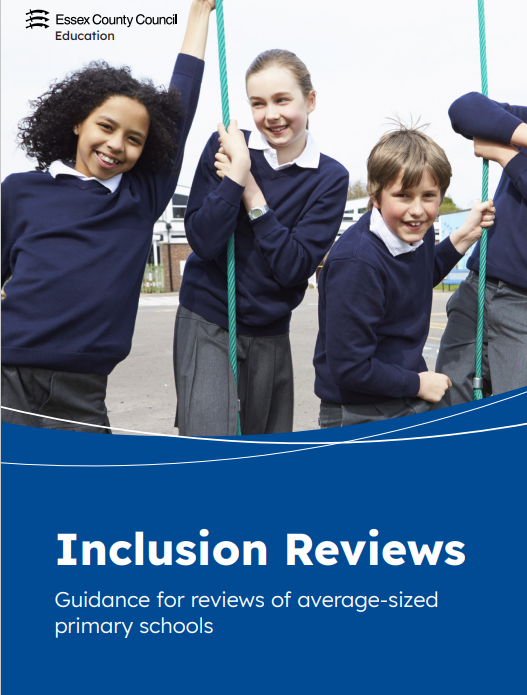 Essex County Council
Education
Inclusion Reviews
Guidance for reviews of average-sized
primary schools